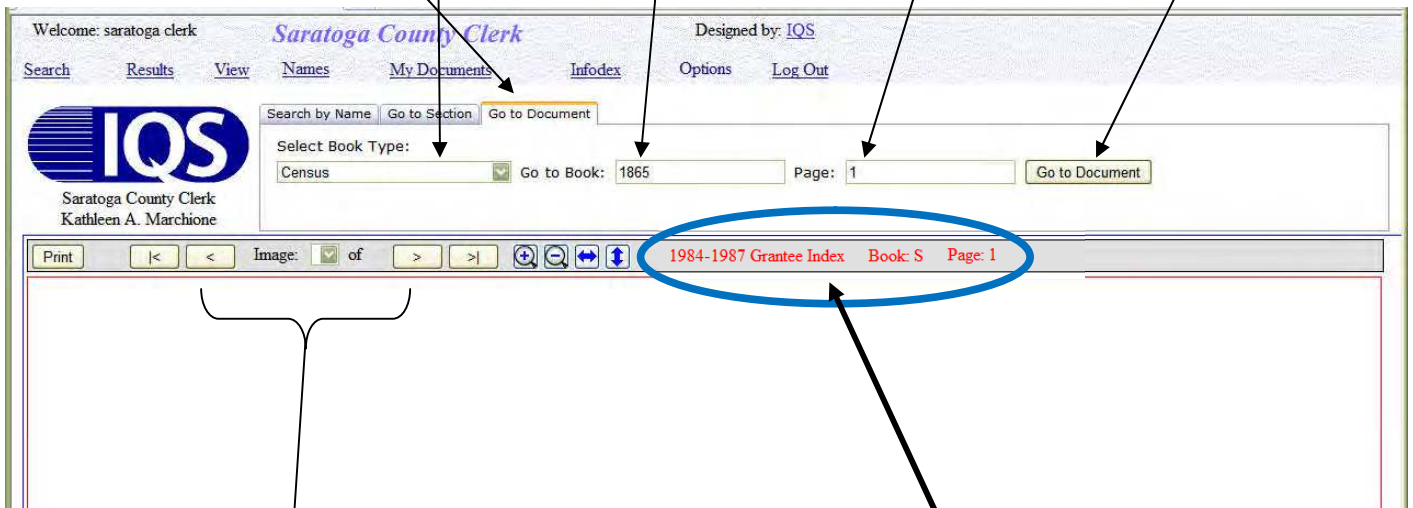 Welcome: saratoga clerk Saratoga County Clerk Designed by: IQS
Search Results View Names My Documents Infodex Options Log Out
Search by Name Go to Section Go to Document
IQS
Select Book Type:
Census Go to Book: 1865 Page: 1 Go to Document
Saratoga County Clerk
Kathleen A. Marchione
Print |< < Image: of > >| 1984-1987 Grantee Index Book: S Page: 1